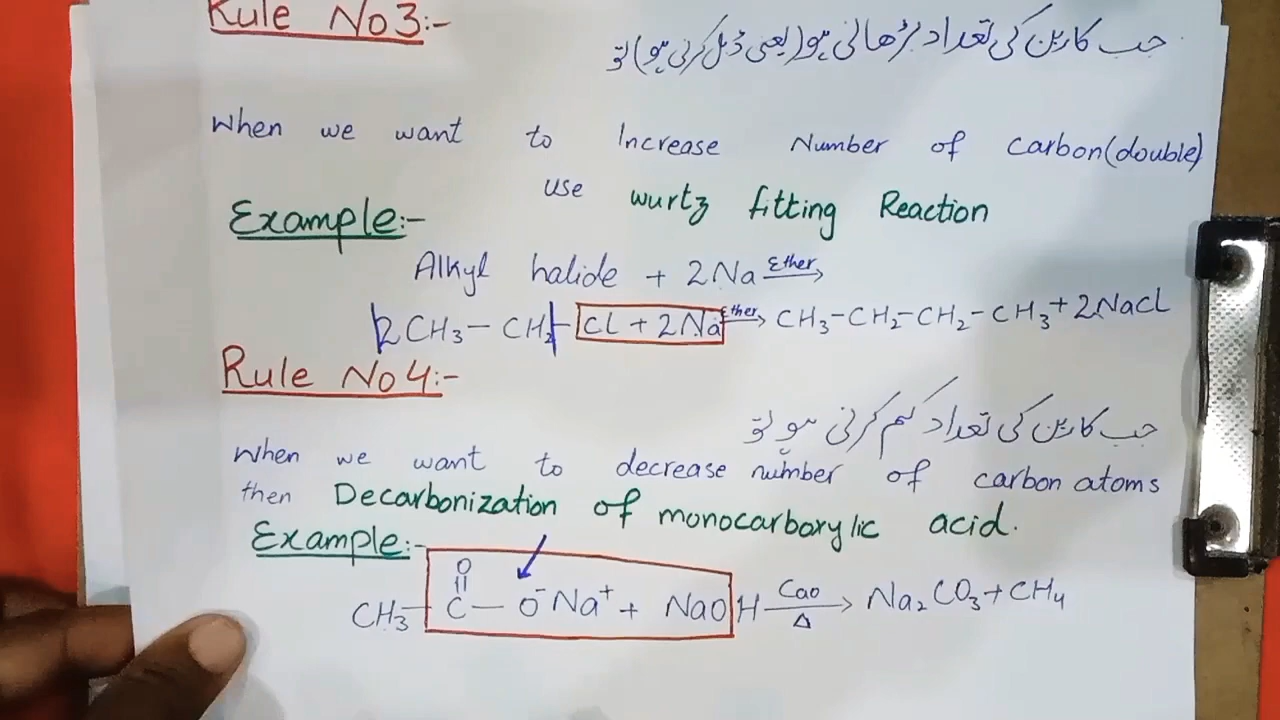 Rule No3:-
جب کاربن کی تعداد بڑھانی ہو (یعنی ڈبل کرنی ہو) تو
When we want to Increase Number of carbon(double)
use wurtz fitting Reaction
Example:-
Alkyl halide + 2Na Ether →
2CH₃-CH₂-Cl + 2Na Ether → CH₃-CH₂-CH₂-CH₃ + 2NaCl
Rule No4:-
جب کاربن کی تعداد کم کرنی ہو تو
When we want to decrease number of carbon atoms
then Decarbonization of monocarboxylic acid.
Example:-
O
CH₃-C-O⁻Na⁺ + NaOH Cao → Na₂CO₃ + CH₄
Δ